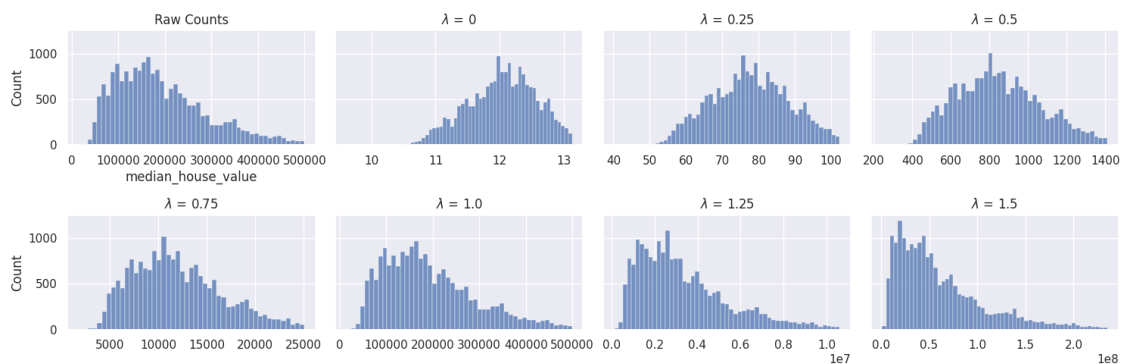 Raw Counts
λ = 0
λ = 0.25
λ = 0.5
1000
500
0
Count
0 100000 200000 300000 400000 500000
10 11 12 13
40 50 60 70 80 90 100
200 400 600 800 1000 1200 1400
median_house_value
λ = 0.75
λ = 1.0
λ = 1.25
λ = 1.5
1000
500
0
Count
5000 10000 15000 20000 25000
0 100000 200000 300000 400000 500000
0.0 0.2 0.4 0.6 0.8 1.0
1e7
0.0 0.5 1.0 1.5 2.0
1e8